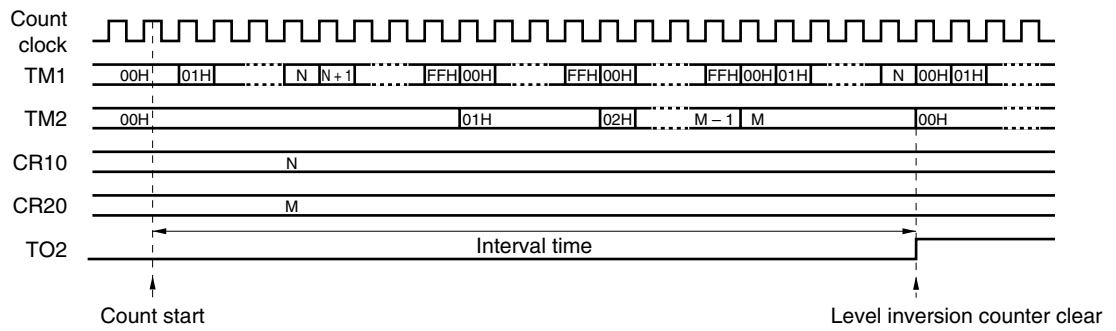 Count
clock
TM1 00H 01H N N + 1 FFH 00H FFH 00H FFH 00H 01H N 00H 01H
TM2 00H 01H 02H M – 1 M 00H
CR10 N
CR20 M
TO2 Interval time
Count start Level inversion counter clear